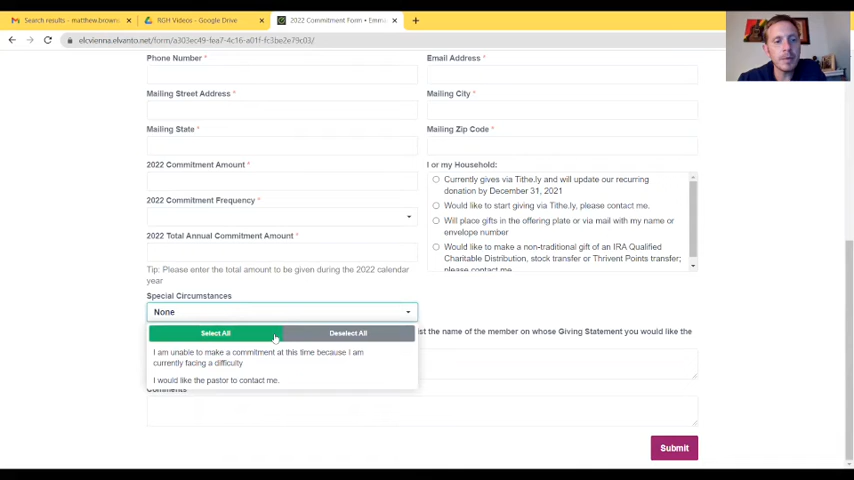 Search results - matthew.brown
RGH Videos - Google Drive
2022 Commitment Form • Emma
elcvienna.elvanto.net/form/a303ec49-fea7-4c16-a01f-fc3be2e79c03/
Phone Number *
Email Address *
Mailing Street Address *
Mailing City *
Mailing State *
Mailing Zip Code *
2022 Commitment Amount *
I or my Household:
Currently gives via Tithe.ly and will update our recurring
donation by December 31, 2021
2022 Commitment Frequency *
Would like to start giving via Tithe.ly, please contact me.
Will place gifts in the offering plate or via mail with my name or
envelope number
2022 Total Annual Commitment Amount *
Would like to make a non-traditional gift of an IRA Qualified
Charitable Distribution, stock transfer or Thrivent Points transfer;
please contact me.
Tip: Please enter the total amount to be given during the 2022 calendar
year
Special Circumstances
None
Select All
Deselect All
ist the name of the member on whose Giving Statement you would like the
I am unable to make a commitment at this time because I am
currently facing a difficulty
I would like the pastor to contact me.
Comments
Submit